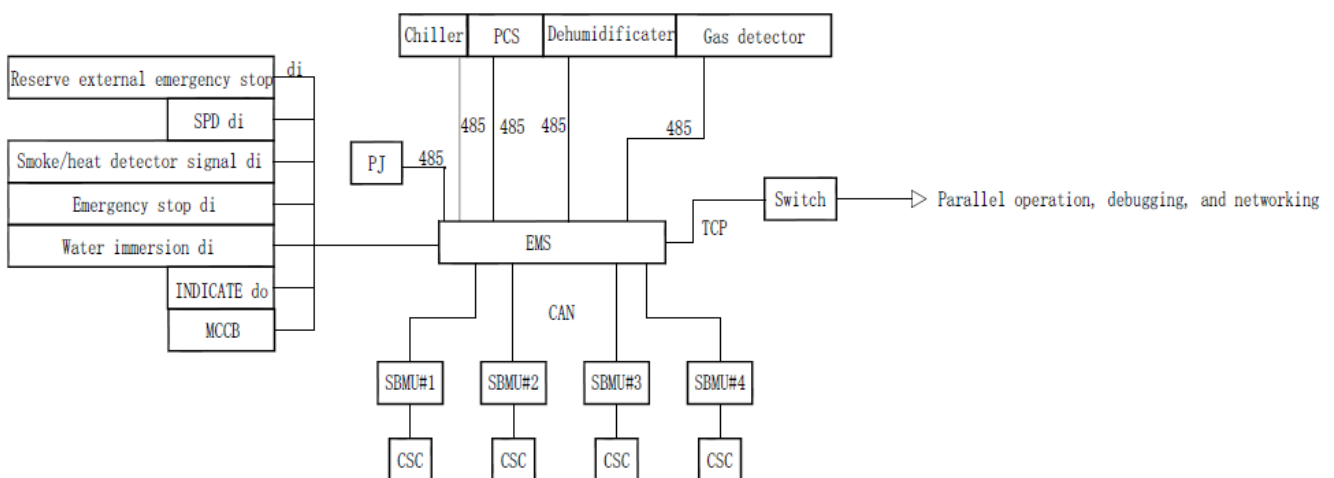 Chiller
PCS
Dehumidificater
Gas detector
Reserve external emergency stop
di
SPD di
Smoke/heat detector signal di
Emergency stop di
Water immersion di
INDICATE do
MCCB
PJ
485
485
485
485
485
EMS
TCP
Switch
Parallel operation, debugging, and networking
CAN
SBMU#1
SBMU#2
SBMU#3
SBMU#4
CSC
CSC
CSC
CSC